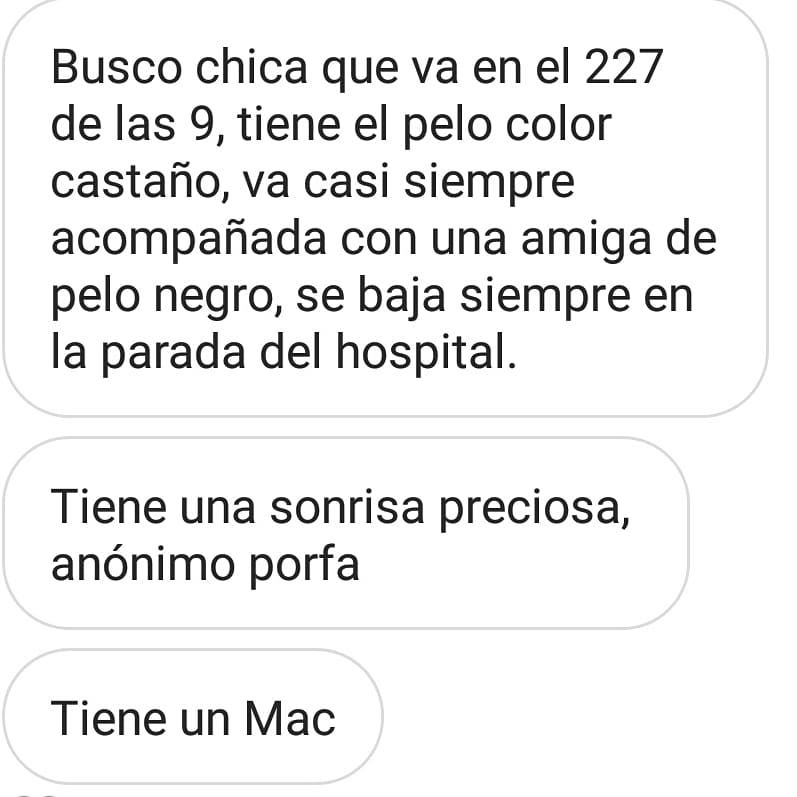 Busco chica que va en el 227
de las 9, tiene el pelo color
castaño, va casi siempre
acompañada con una amiga de
pelo negro, se baja siempre en
la parada del hospital.
Tiene una sonrisa preciosa,
anónimo porfa
Tiene un Mac